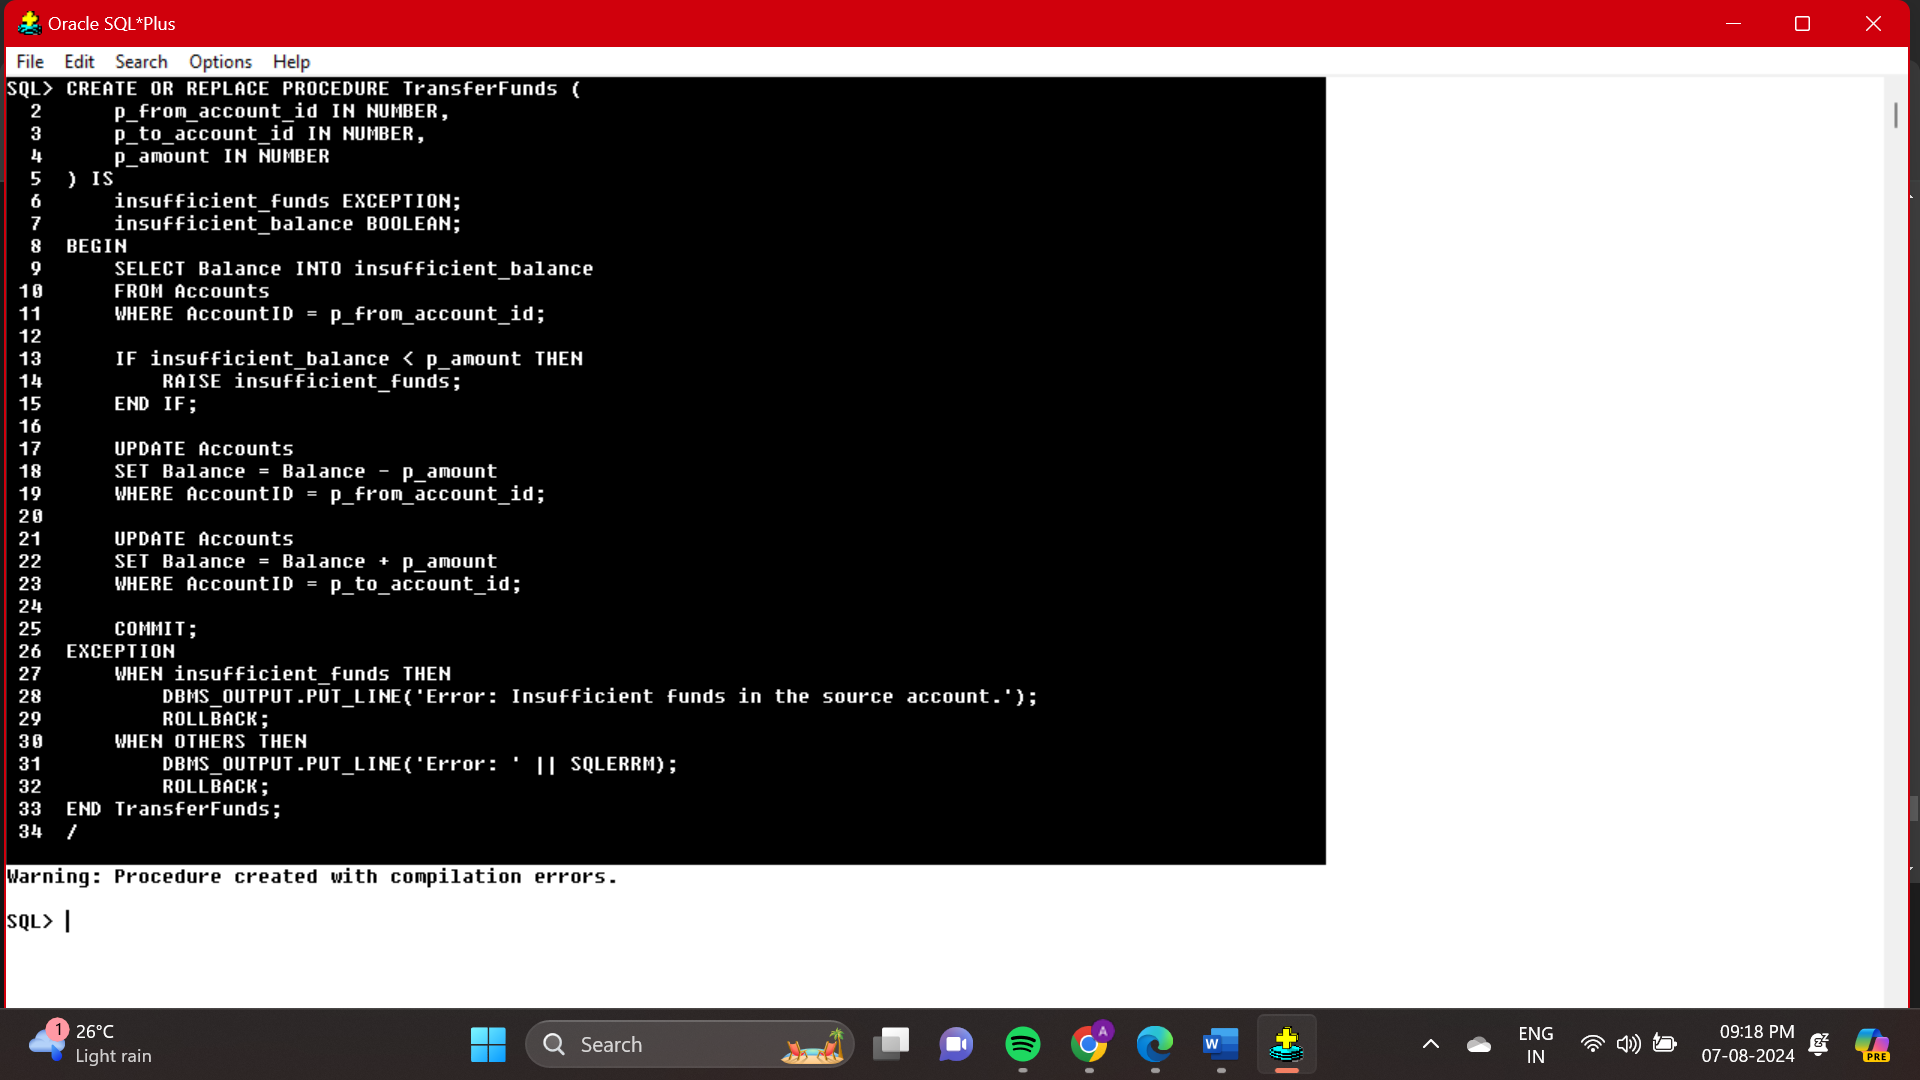 Oracle SQL*Plus
File Edit Search Options Help
SQL> CREATE OR REPLACE PROCEDURE TransferFunds (
2 p_from_account_id IN NUMBER,
3 p_to_account_id IN NUMBER,
4 p_amount IN NUMBER
5 ) IS
6 insufficient_funds EXCEPTION;
7 insufficient_balance BOOLEAN;
8 BEGIN
9 SELECT Balance INTO insufficient_balance
10 FROM Accounts
11 WHERE AccountID = p_from_account_id;
12
13 IF insufficient_balance < p_amount THEN
14 RAISE insufficient_funds;
15 END IF;
16
17 UPDATE Accounts
18 SET Balance = Balance - p_amount
19 WHERE AccountID = p_from_account_id;
20
21 UPDATE Accounts
22 SET Balance = Balance + p_amount
23 WHERE AccountID = p_to_account_id;
24
25 COMMIT;
26 EXCEPTION
27 WHEN insufficient_funds THEN
28 DBMS_OUTPUT.PUT_LINE('Error: Insufficient funds in the source account.');
29 ROLLBACK;
30 WHEN OTHERS THEN
31 DBMS_OUTPUT.PUT_LINE('Error: ' || SQLERRM);
32 ROLLBACK;
33 END TransferFunds;
34 /
Warning: Procedure created with compilation errors.
SQL>
1 26°C
Light rain
Search
A
W
ENG
IN
09:18 PM
07-08-2024
PRE